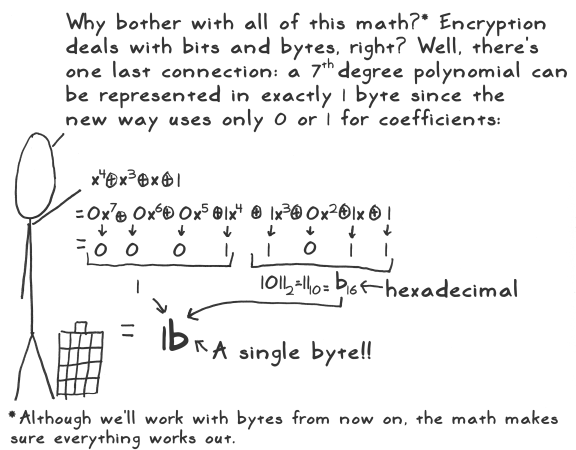 Why bother with all of this math?* Encryption
deals with bits and bytes, right? Well, there's
one last connection: a 7th degree polynomial can
be represented in exactly 1 byte since the
new way uses only 0 or 1 for coefficients:
x⁴⊕x³⊕x⊕1
=0x⁷⊕ 0x⁶⊕ 0x⁵ ⊕1x⁴ ⊕ 1x³⊕ 0x²⊕1x ⊕ 1
= 0 0 0 1 1 0 1 1
1 1011₂=11₁₀= b₁₆ ← hexadecimal
= 1b
A single byte!!
*Although we'll work with bytes from now on, the math makes
sure everything works out.